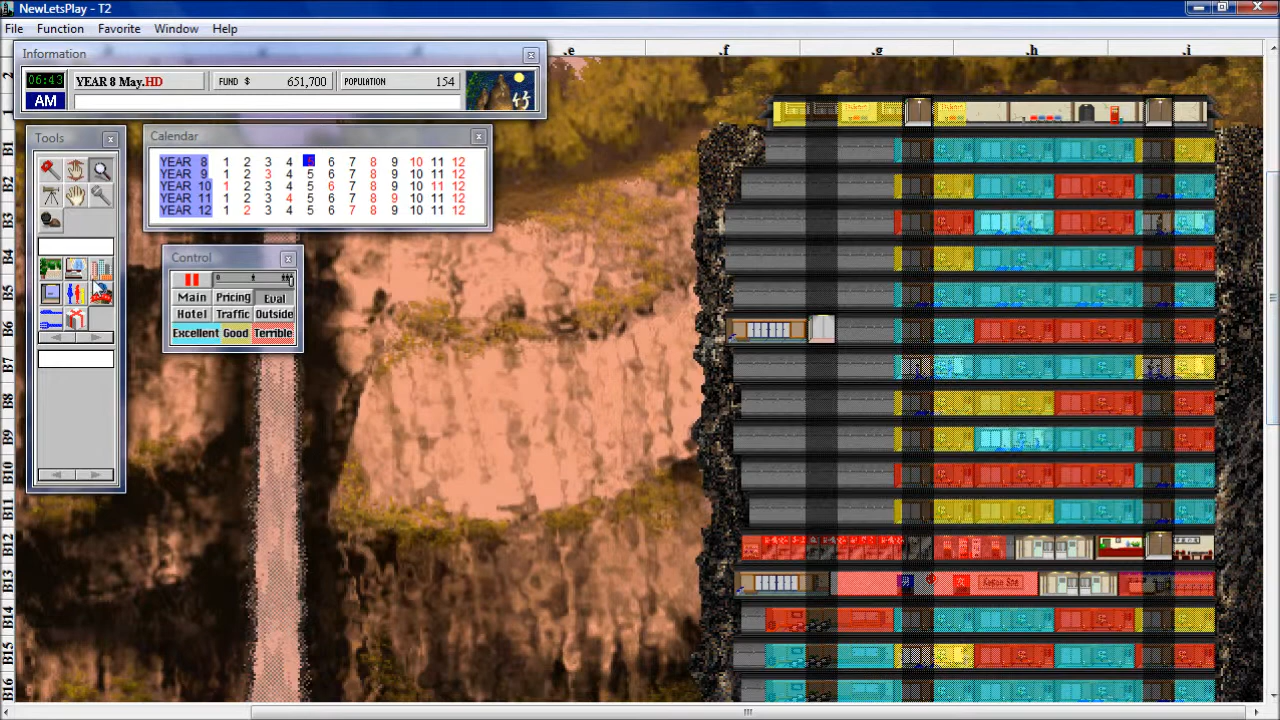 NewLetsPlay - T2
File Function Favorite Window Help
,e ,f ,g ,h ,i
Information
06:43 AM
YEAR 8 May.HD
FUND $ 651,700
POPULATION 154
Tools
Calendar
YEAR 8 1 2 3 4 5 6 7 8 9 10 11 12
YEAR 9 1 2 3 4 5 6 7 8 9 10 11 12
YEAR 10 1 2 3 4 5 6 7 8 9 10 11 12
YEAR 11 1 2 3 4 5 6 7 8 9 10 11 12
YEAR 12 1 2 3 4 5 6 7 8 9 10 11 12
Control
0
Main Pricing Eval
Hotel Traffic Outside
Excellent Good Terrible
2
1
B1
B2
B3
B4
B5
B6
B7
B8
B9
B10
B11
B12
B13
B14
B15
B16